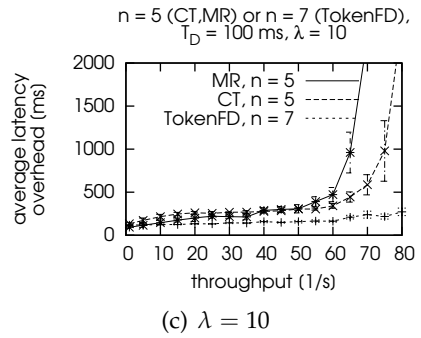 n = 5 (CT,MR) or n = 7 (TokenFD),
T_D = 100 ms, λ = 10
average latency
overhead (ms)
2000
1500
1000
500
0
MR, n = 5
CT, n = 5
TokenFD, n = 7
0 10 20 30 40 50 60 70 80
throughput (1/s)
(c) λ = 10